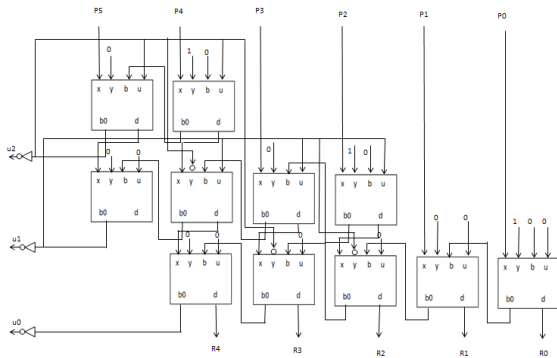 P5 P4 P3 P2 P1 P0
0 1 0
x y b u x y b u
b0 d b0 d
u2 0 0 0 1 0
x y b u x y b u x y b u x y b u
b0 d b0 d b0 d b0 d
0 0 1 0 0
u1 0 0 0 0
x y b u x y b u x y b u x y b u x y b u x y b u
b0 d b0 d b0 d b0 d b0 d
u0
R4 R3 R2 R1 R0